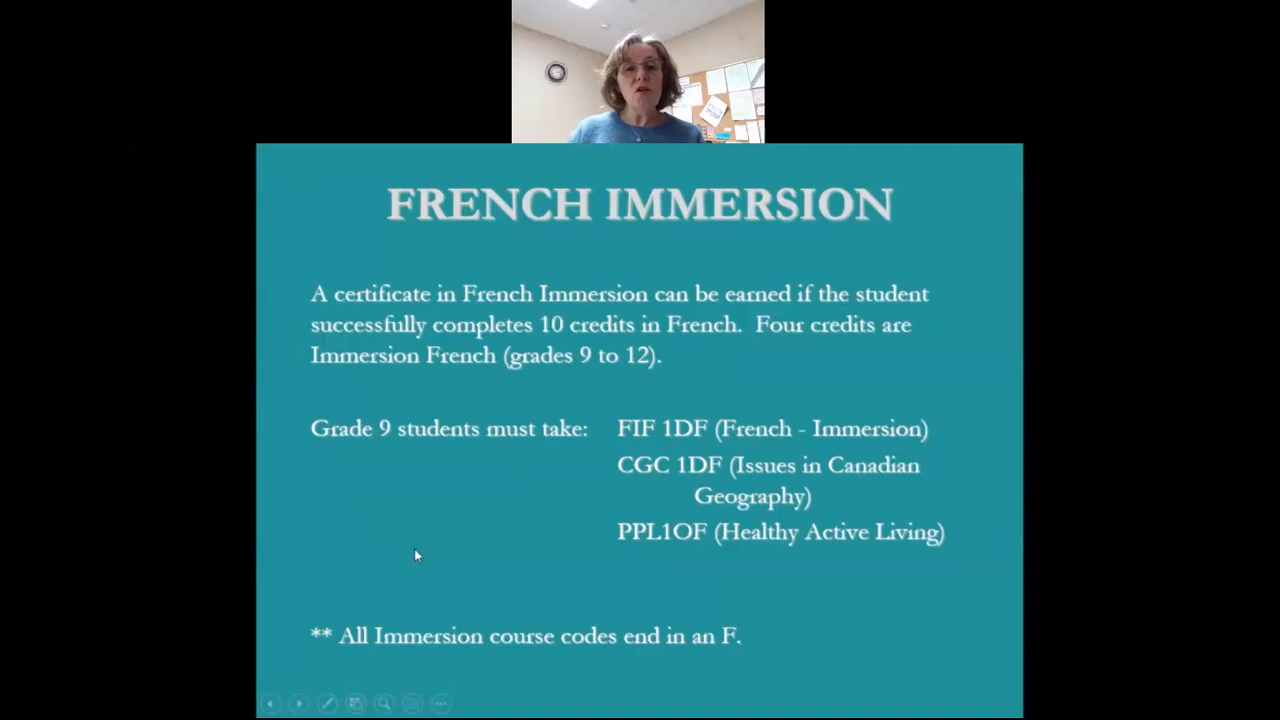 FRENCH IMMERSION
A certificate in French Immersion can be earned if the student
successfully completes 10 credits in French. Four credits are
Immersion French (grades 9 to 12).
Grade 9 students must take: FIF 1DF (French - Immersion)
CGC 1DF (Issues in Canadian
Geography)
PPL1OF (Healthy Active Living)
** All Immersion course codes end in an F.